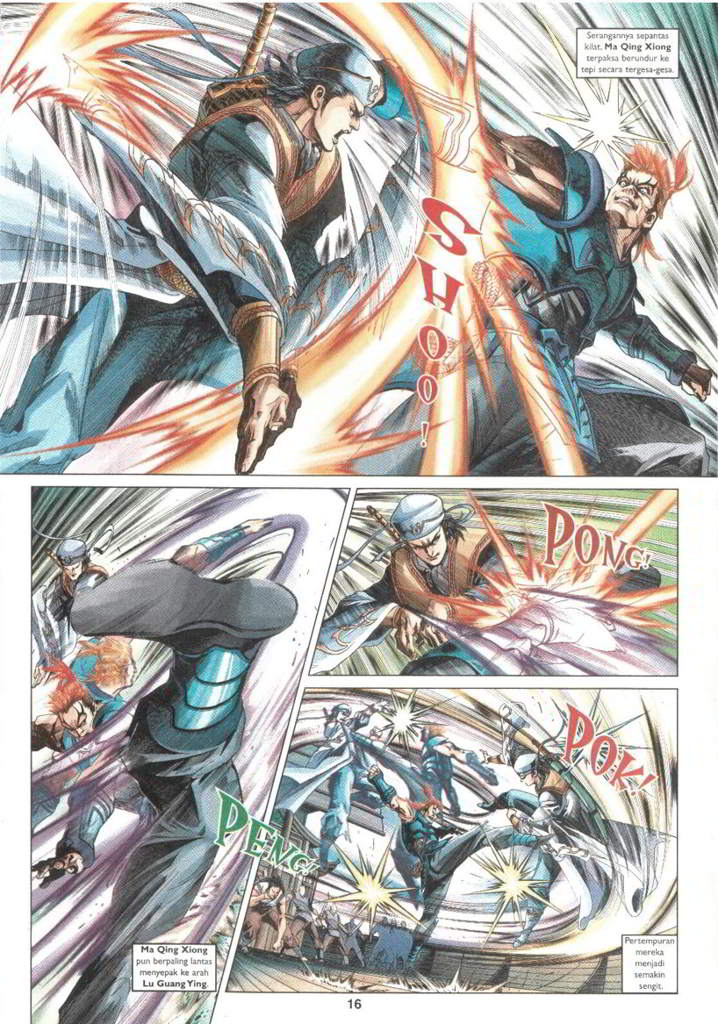 Serangannya sepantas
kilat. Ma Qing Xiong
terpaksa berundur ke
tepi secara tergesa-gesa.
SHOO!
PONG!
PENG!
Ma Qing Xiong
pun berpaling lantas
menyepak ke arah
Lu Guang Ying.
POK!
Pertempuran
mereka
menjadi
semakin
sengit.
16